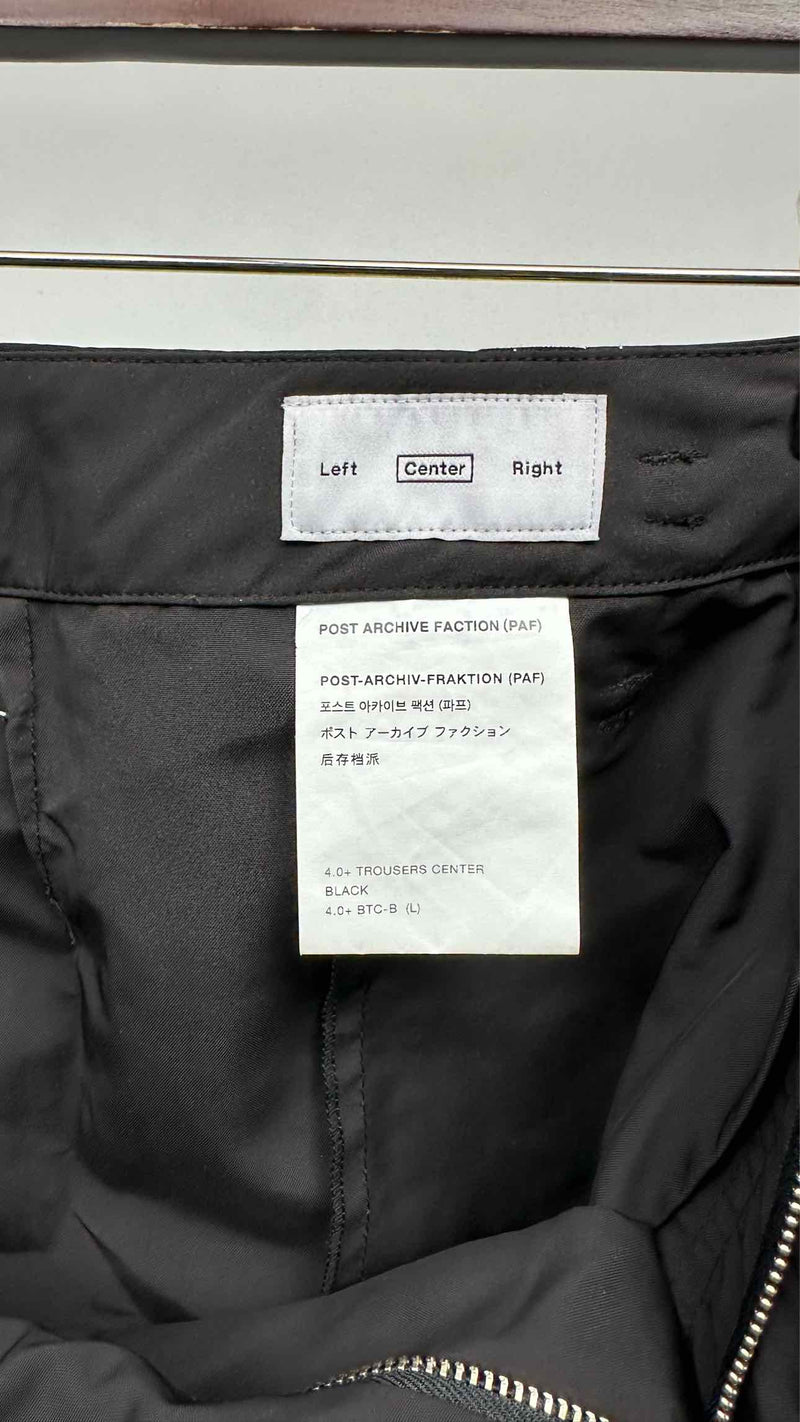 Left Center Right
POST ARCHIVE FACTION (PAF)
POST-ARCHIV-FRAKTION (PAF)
포스트 아카이브 팩션 (파프)
ポスト アーカイブ ファクション
后存档派
4.0+ TROUSERS CENTER
BLACK
4.0+ BTC-B (L)